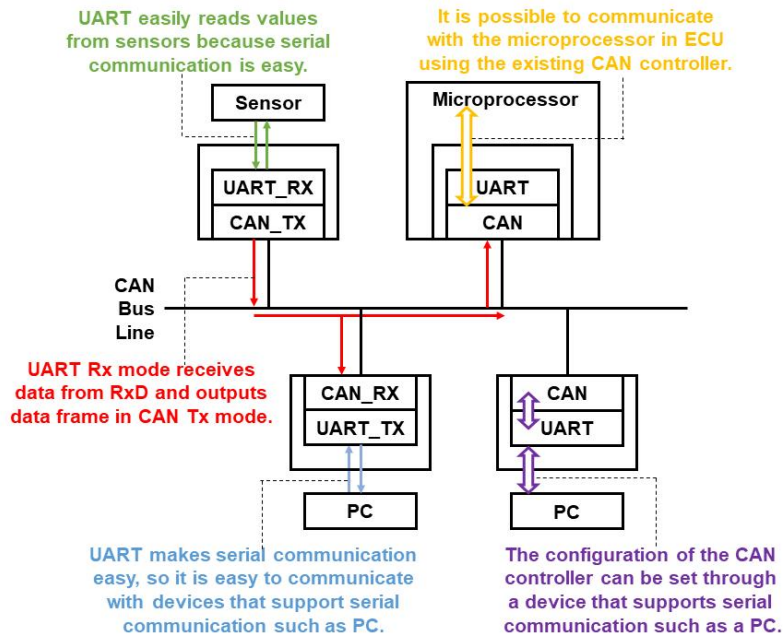 UART easily reads values
from sensors because serial
communication is easy.
It is possible to communicate
with the microprocessor in ECU
using the existing CAN controller.
Sensor
UART_RX
CAN_TX
Microprocessor
UART
CAN
CAN
Bus
Line
UART Rx mode receives
data from RxD and outputs
data frame in CAN Tx mode.
CAN_RX
UART_TX
PC
CAN
UART
PC
UART makes serial communication
easy, so it is easy to communicate
with devices that support serial
communication such as PC.
The configuration of the CAN
controller can be set through
a device that supports serial
communication such as a PC.